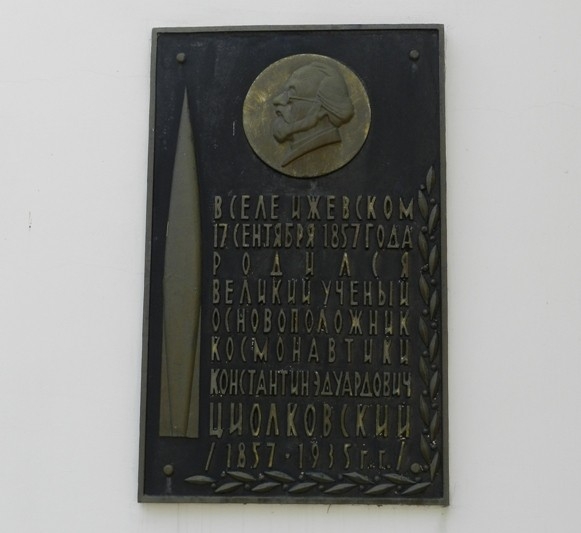 В СЕЛЕ ИЖЕВСКОМ
17 СЕНТЯБРЯ 1857 ГОДА
РОДИЛСЯ
ВЕЛИКИЙ УЧЕНЫЙ
ОСНОВОПОЛОЖНИК
КОСМОНАВТИКИ
КОНСТАНТИН ЭДУАРДОВИЧ
ЦИОЛКОВСКИЙ
/1857 · 1935 г.г./